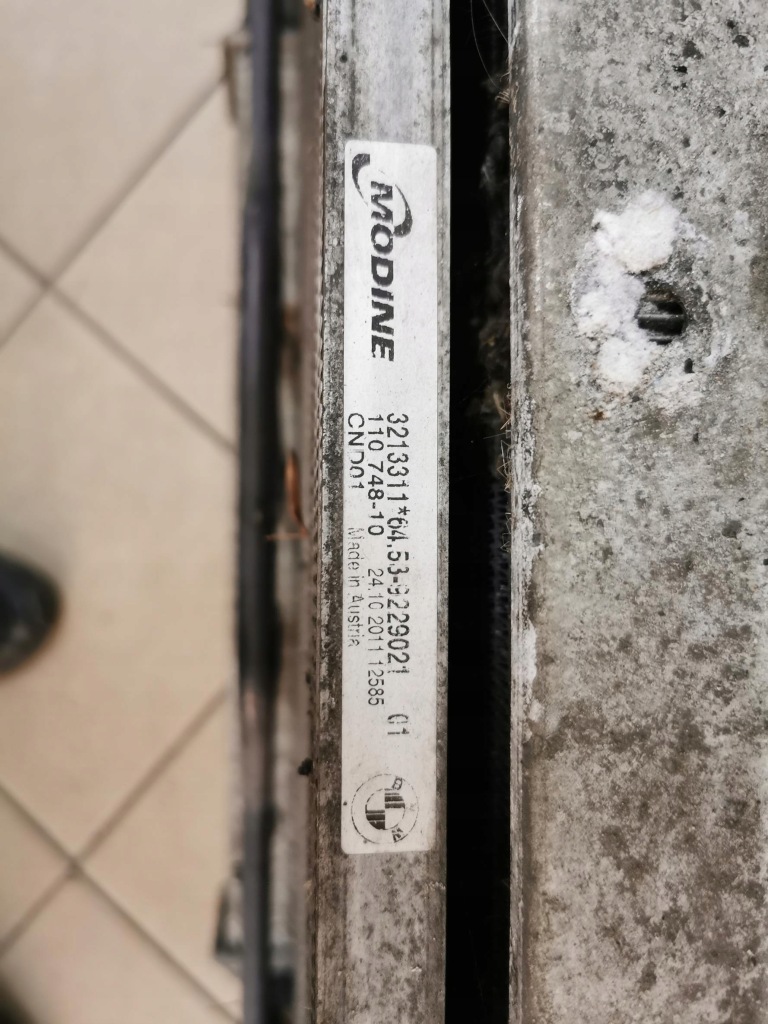 MODINE
3213311*64.53-9229021 01
110 748-10 24.10.2011 12585
CND01 Made in Austria